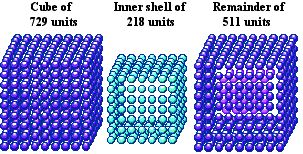 Cube of
729 units
Inner shell of
218 units
Remainder of
511 units